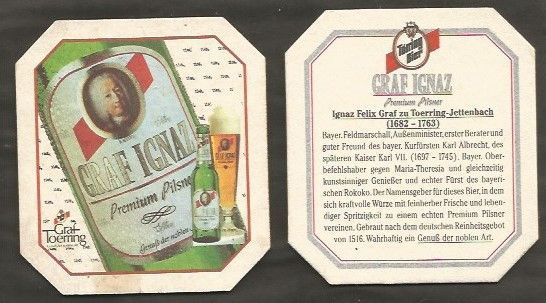 GRAF IGNAZ
Premium Pilsner
Genuß der noblen
Graf
Toerring
GRAF IGNAZ
Toerring
Bier
GRAF IGNAZ
Premium Pilsner
Ignaz Felix Graf zu Toerring-Jettenbach
(1682 – 1763)
Bayer. Feldmarschall, Außenminister, erster Berater und
guter Freund des bayer. Kurfürsten Karl Albrecht, des
späteren Kaiser Karl VII. (1697 – 1745). Bayer. Ober-
befehlshaber gegen Maria-Theresia und gleichzeitig
kunstsinniger Genießer und echter Fürst des bayeri-
schen Rokoko. Der Namensgeber für dieses Bier, in dem
sich kraftvolle Würze mit feinherber Frische und leben-
diger Spritzigkeit zu einem echten Premium Pilsner
vereinen. Gebraut nach dem deutschen Reinheitsgebot
von 1516. Wahrhaftig ein Genuß der noblen Art.